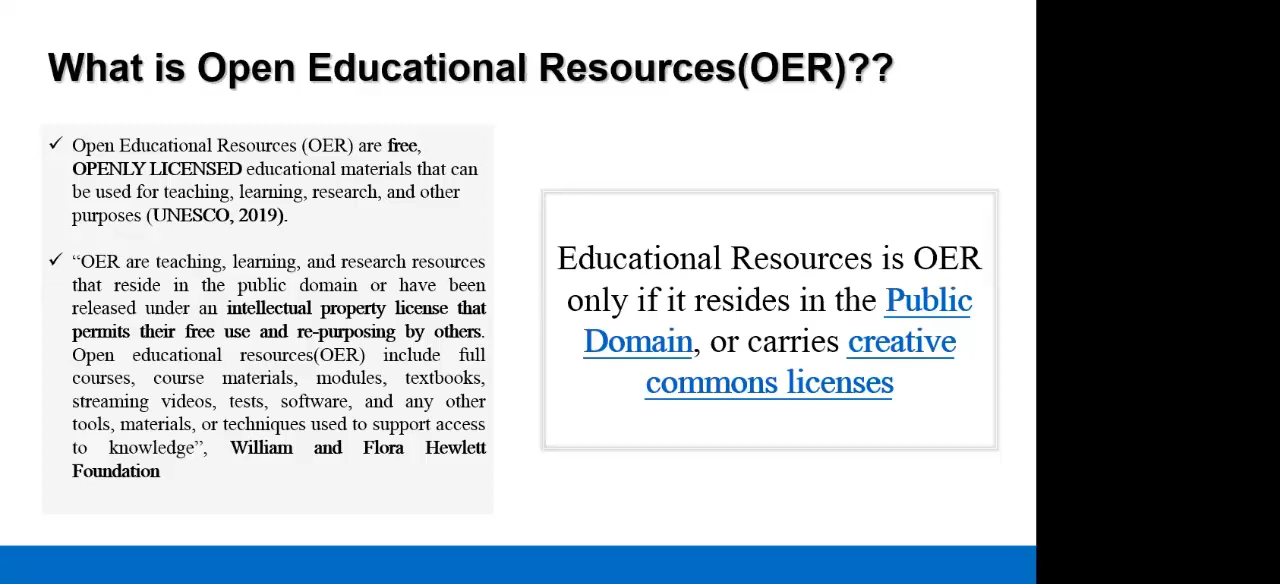 What is Open Educational Resources(OER)??
✓ Open Educational Resources (OER) are free,
OPENLY LICENSED educational materials that can
be used for teaching, learning, research, and other
purposes (UNESCO, 2019).
✓ “OER are teaching, learning, and research resources
that reside in the public domain or have been
released under an intellectual property license that
permits their free use and re-purposing by others.
Open educational resources(OER) include full
courses, course materials, modules, textbooks,
streaming videos, tests, software, and any other
tools, materials, or techniques used to support access
to knowledge”, William and Flora Hewlett
Foundation
Educational Resources is OER
only if it resides in the Public
Domain, or carries creative
commons licenses